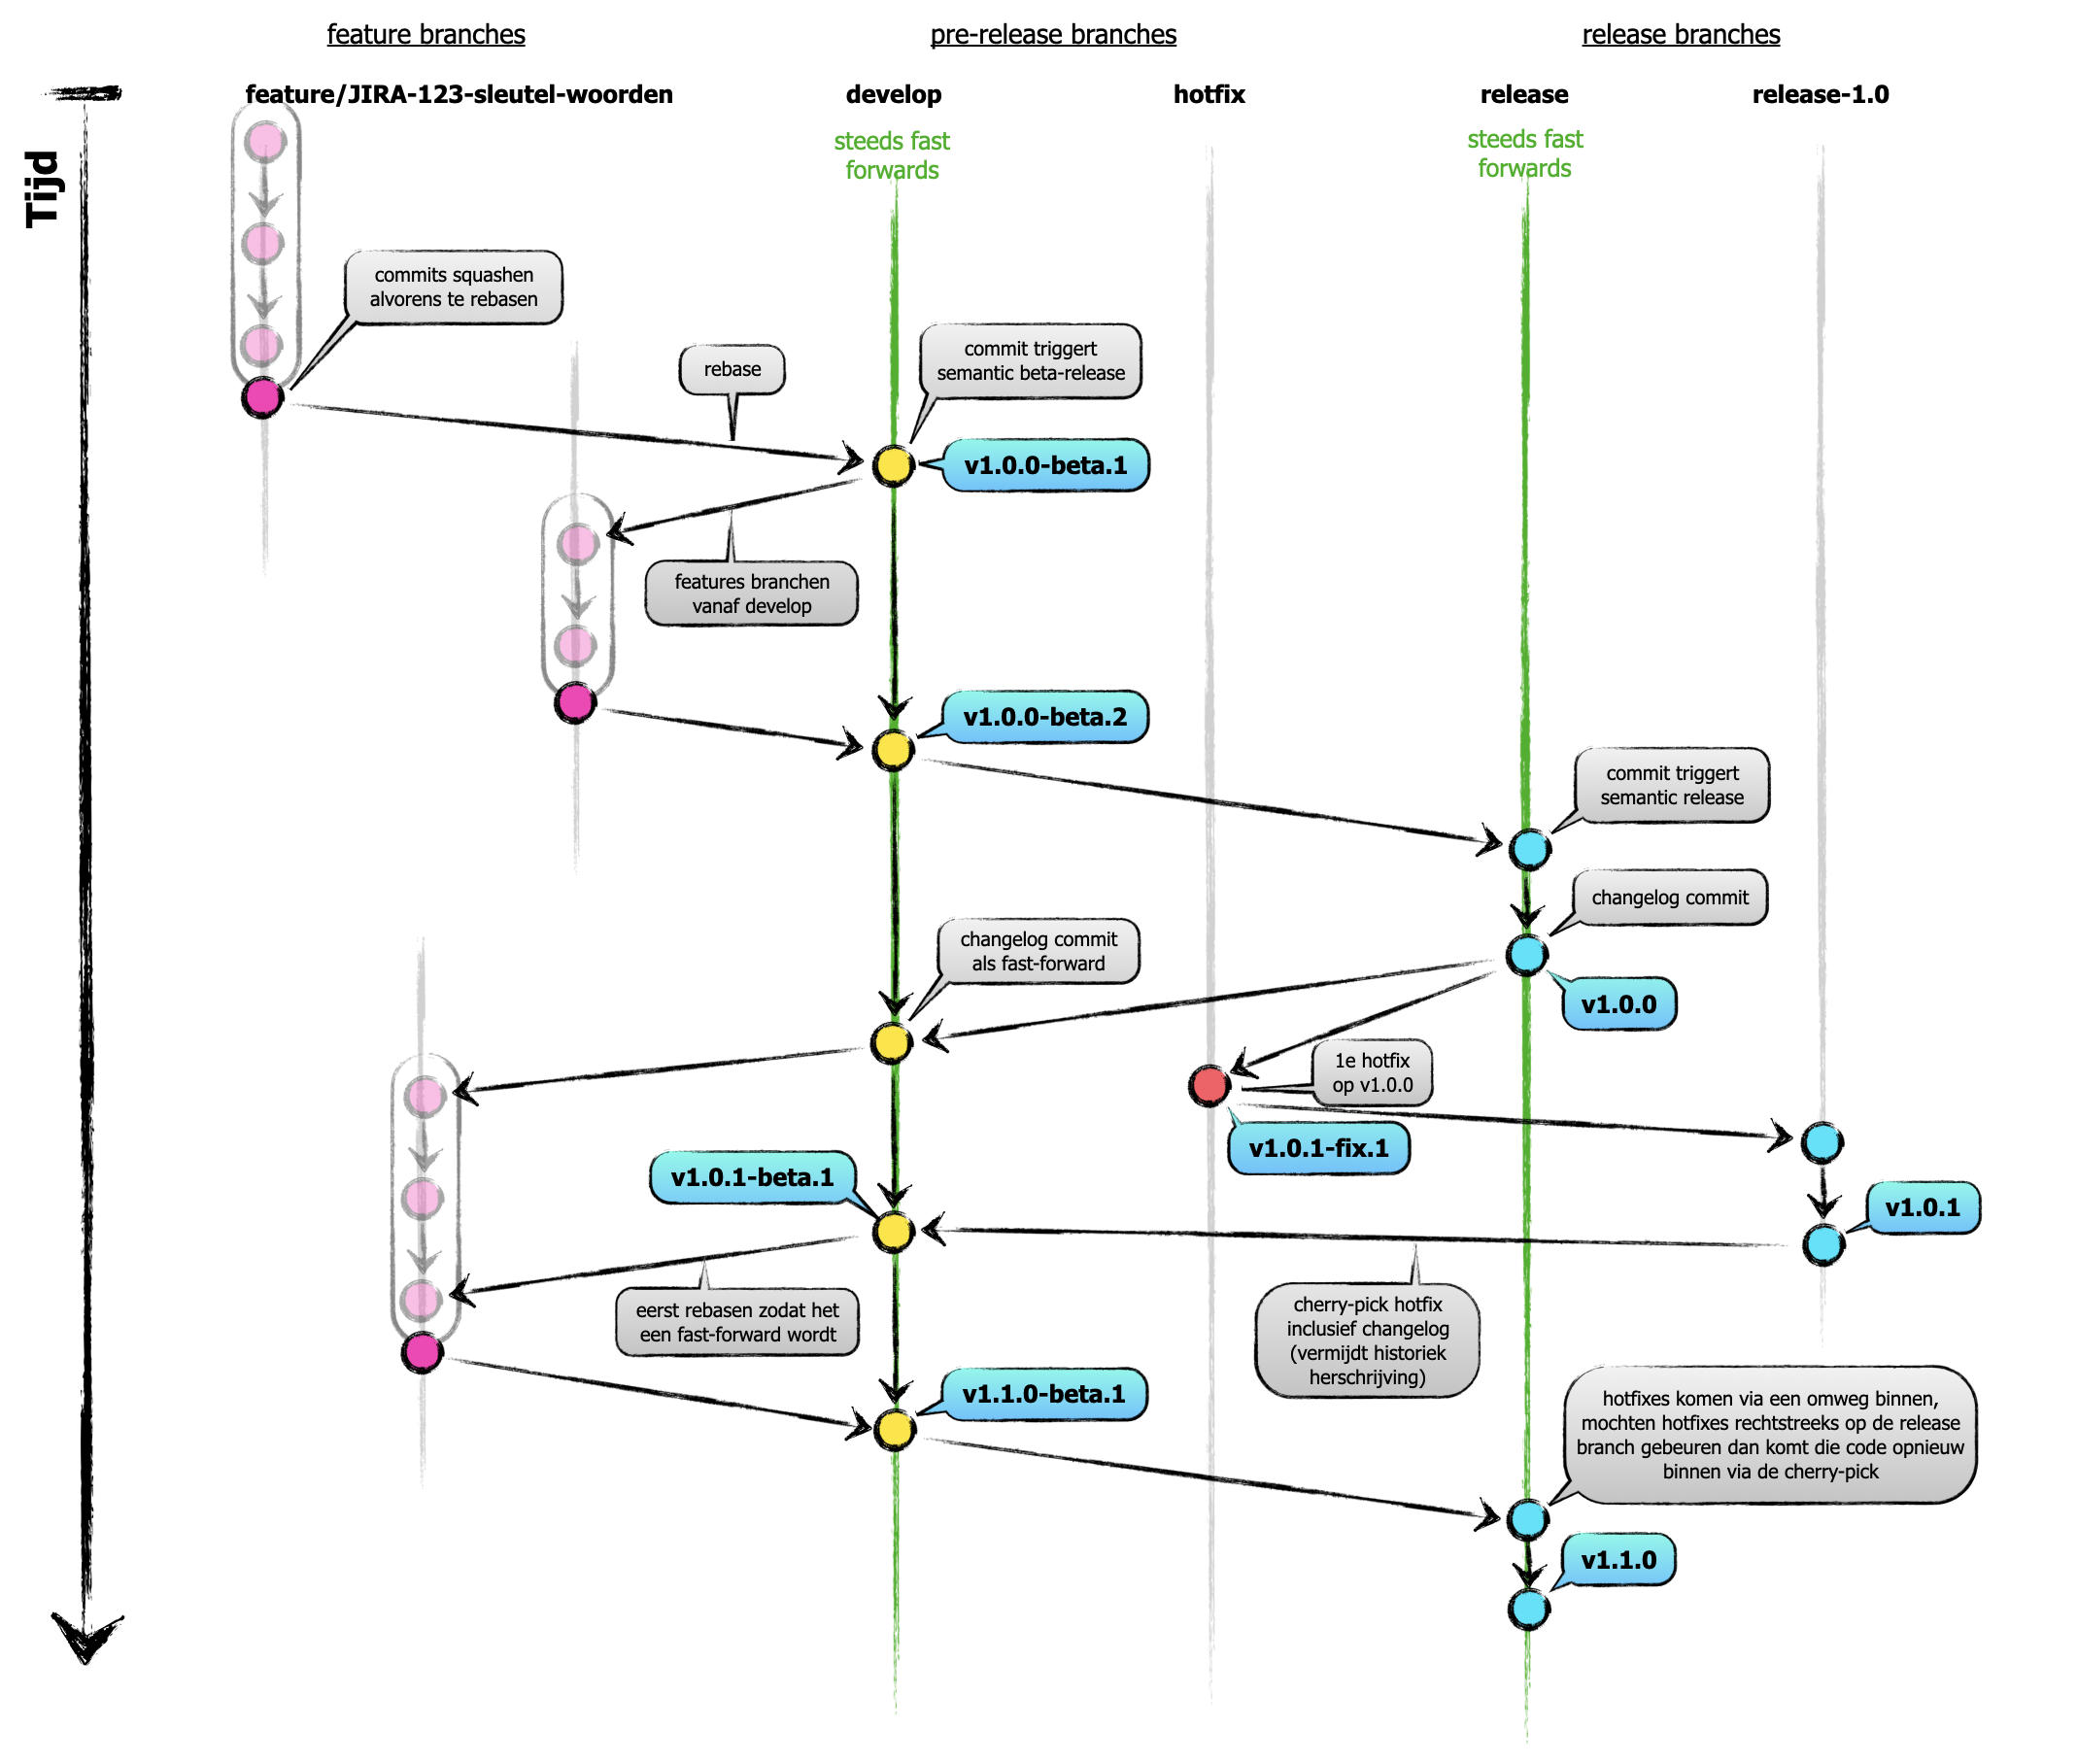 feature branches
pre-release branches
release branches
feature/JIRA-123-sleutel-woorden
develop
hotfix
release
release-1.0
steeds fast
forwards
steeds fast
forwards
Tijd
commits squashen
alvorens te rebasen
rebase
commit triggert
semantic beta-release
v1.0.0-beta.1
features branchen
vanaf develop
v1.0.0-beta.2
commit triggert
semantic release
changelog commit
changelog commit
als fast-forward
v1.0.0
1e hotfix
op v1.0.0
v1.0.1-fix.1
v1.0.1-beta.1
v1.0.1
eerst rebasen zodat het
een fast-forward wordt
cherry-pick hotfix
inclusief changelog
(vermijdt historiek
herschrijving)
v1.1.0-beta.1
hotfixes komen via een omweg binnen,
mochten hotfixes rechtstreeks op de release
branch gebeuren dan komt die code opnieuw
binnen via de cherry-pick
v1.1.0